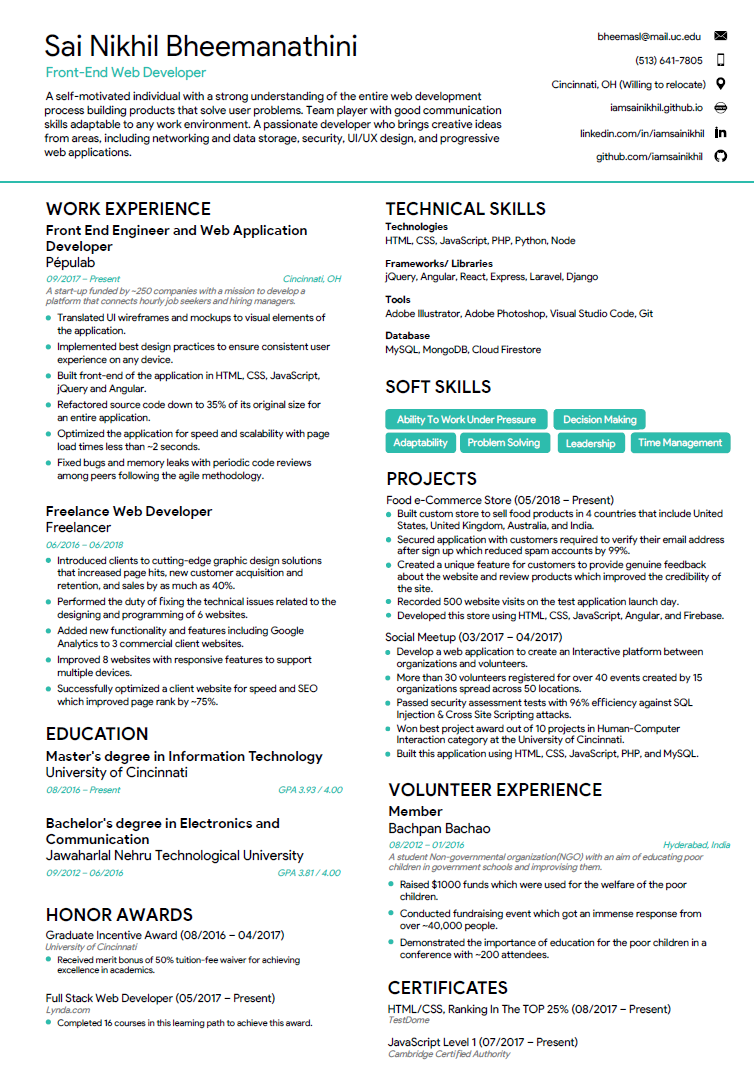 Sai Nikhil Bheemanathini
Front-End Web Developer
A self-motivated individual with a strong understanding of the entire web development
process building products that solve user problems. Team player with good communication
skills adaptable to any work environment. A passionate developer who brings creative ideas
from areas, including networking and data storage, security, UI/UX design, and progressive
web applications.
bheemasl@mail.uc.edu
(513) 641-7805
Cincinnati, OH (Willing to relocate)
iamsainikhil.github.io
linkedin.com/in/iamsainikhil
github.com/iamsainikhil
WORK EXPERIENCE
Front End Engineer and Web Application
Developer
Pépulab
09/2017 – Present Cincinnati, OH
A start-up funded by ~250 companies with a mission to develop a
platform that connects hourly job seekers and hiring managers.
Translated UI wireframes and mockups to visual elements of
the application.
Implemented best design practices to ensure consistent user
experience on any device.
Built front-end of the application in HTML, CSS, JavaScript,
jQuery and Angular.
Refactored source code down to 35% of its original size for
an entire application.
Optimized the application for speed and scalability with page
load times less than ~2 seconds.
Fixed bugs and memory leaks with periodic code reviews
among peers following the agile methodology.
Freelance Web Developer
Freelancer
06/2016 – 06/2018
Introduced clients to cutting-edge graphic design solutions
that increased page hits, new customer acquisition and
retention, and sales by as much as 40%.
Performed the duty of fixing the technical issues related to the
designing and programming of 6 websites.
Added new functionality and features including Google
Analytics to 3 commercial client websites.
Improved 8 websites with responsive features to support
multiple devices.
Successfully optimized a client website for speed and SEO
which improved page rank by ~75%.
EDUCATION
Master's degree in Information Technology
University of Cincinnati
08/2016 – Present GPA 3.93 / 4.00
Bachelor's degree in Electronics and
Communication
Jawaharlal Nehru Technological University
09/2012 – 06/2016 GPA 3.81 / 4.00
HONOR AWARDS
Graduate Incentive Award (08/2016 – 04/2017)
University of Cincinnati
Received merit bonus of 50% tuition-fee waiver for achieving
excellence in academics.
Full Stack Web Developer (05/2017 – Present)
Lynda.com
Completed 16 courses in this learning path to achieve this award.
TECHNICAL SKILLS
Technologies
HTML, CSS, JavaScript, PHP, Python, Node
Frameworks/ Libraries
jQuery, Angular, React, Express, Laravel, Django
Tools
Adobe Illustrator, Adobe Photoshop, Visual Studio Code, Git
Database
MySQL, MongoDB, Cloud Firestore
SOFT SKILLS
Ability To Work Under Pressure Decision Making
Adaptability Problem Solving Leadership Time Management
PROJECTS
Food e-Commerce Store (05/2018 – Present)
Built custom store to sell food products in 4 countries that include United
States, United Kingdom, Australia, and India.
Secured application with customers required to verify their email address
after sign up which reduced spam accounts by 99%.
Created a unique feature for customers to provide genuine feedback
about the website and review products which improved the credibility of
the site.
Recorded 500 website visits on the test application launch day.
Developed this store using HTML, CSS, JavaScript, Angular, and Firebase.
Social Meetup (03/2017 – 04/2017)
Develop a web application to create an Interactive platform between
organizations and volunteers.
More than 30 volunteers registered for over 40 events created by 15
organizations spread across 50 locations.
Passed security assessment tests with 96% efficiency against SQL
Injection & Cross Site Scripting attacks.
Won best project award out of 10 projects in Human-Computer
Interaction category at the University of Cincinnati.
Built this application using HTML, CSS, JavaScript, PHP, and MySQL.
VOLUNTEER EXPERIENCE
Member
Bachpan Bachao
08/2012 – 01/2016 Hyderabad, India
A student Non-governmental organization(NGO) with an aim of educating poor
children in government schools and improvising them.
Raised $1000 funds which were used for the welfare of the poor
children.
Conducted fundraising event which got an immense response from
over ~40,000 people.
Demonstrated the importance of education for the poor children in a
conference with ~200 attendees.
CERTIFICATES
HTML/CSS, Ranking In The TOP 25% (08/2017 – Present)
TestDome
JavaScript Level 1 (07/2017 – Present)
Cambridge Certified Authority